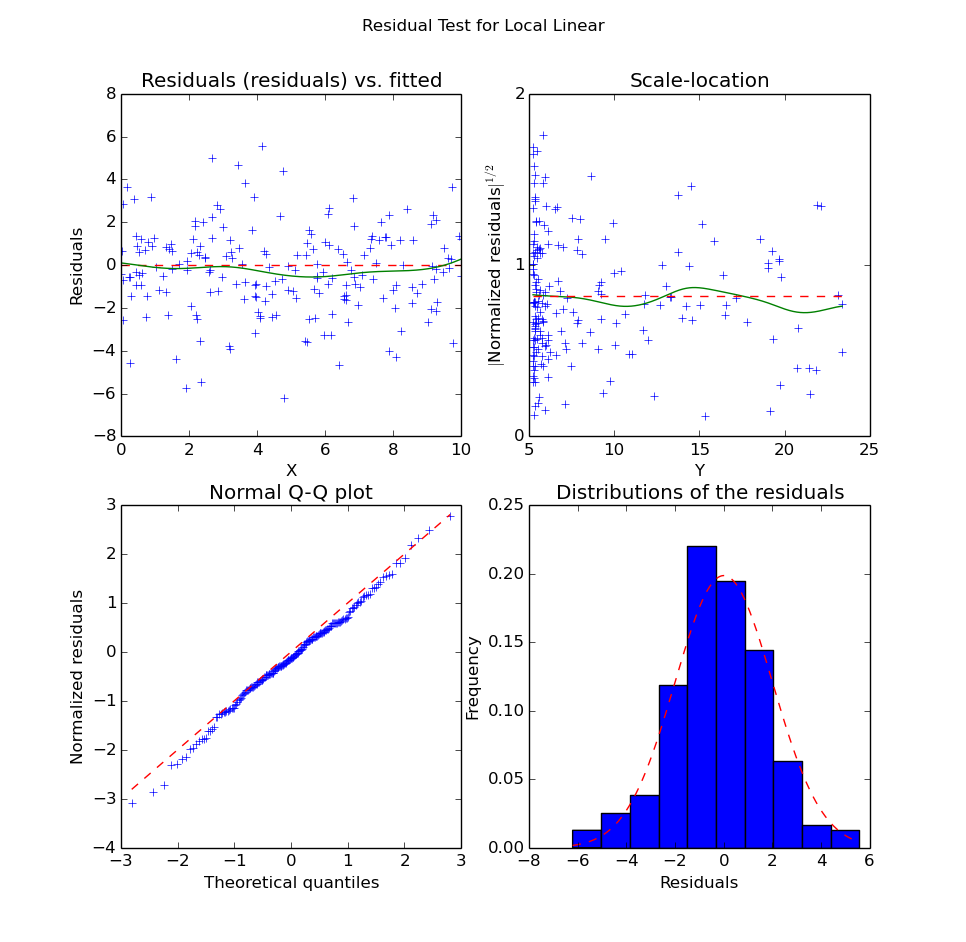 Residual Test for Local Linear
Residuals (residuals) vs. fitted
8
6
4
2
0
−2
−4
−6
−8
Residuals
0 2 4 6 8 10
X
Scale-location
2
1
0
|Normalized residuals|^{1/2}
5 10 15 20 25
Y
Normal Q-Q plot
3
2
1
0
−1
−2
−3
−4
Normalized residuals
−3 −2 −1 0 1 2 3
Theoretical quantiles
Distributions of the residuals
0.25
0.20
0.15
0.10
0.05
0.00
Frequency
−8 −6 −4 −2 0 2 4 6
Residuals